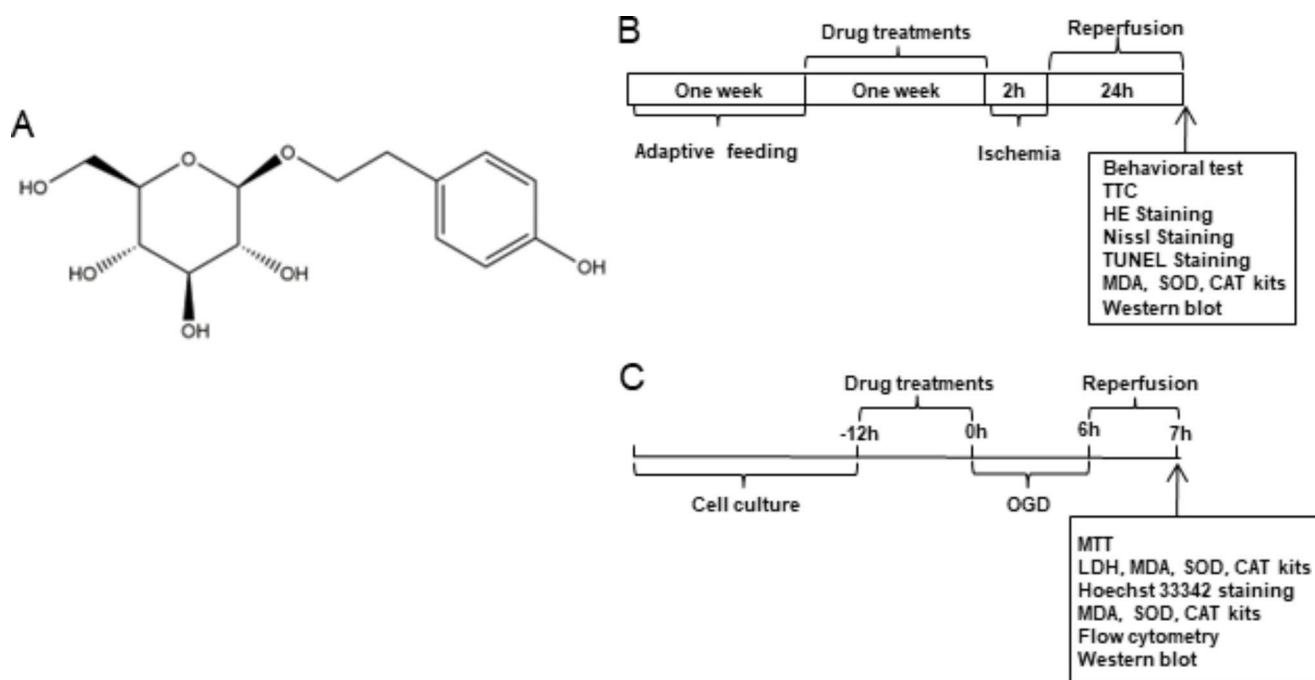 A
HO
O
O
HO
OH
OH
OH
B
Drug treatments
Reperfusion
One week
One week
2h
24h
Adaptive feeding
Ischemia
Behavioral test
TTC
HE Staining
Nissl Staining
TUNEL Staining
MDA, SOD, CAT kits
Western blot
C
Drug treatments
Reperfusion
-12h
0h
6h
7h
Cell culture
OGD
MTT
LDH, MDA, SOD, CAT kits
Hoechst 33342 staining
MDA, SOD, CAT kits
Flow cytometry
Western blot